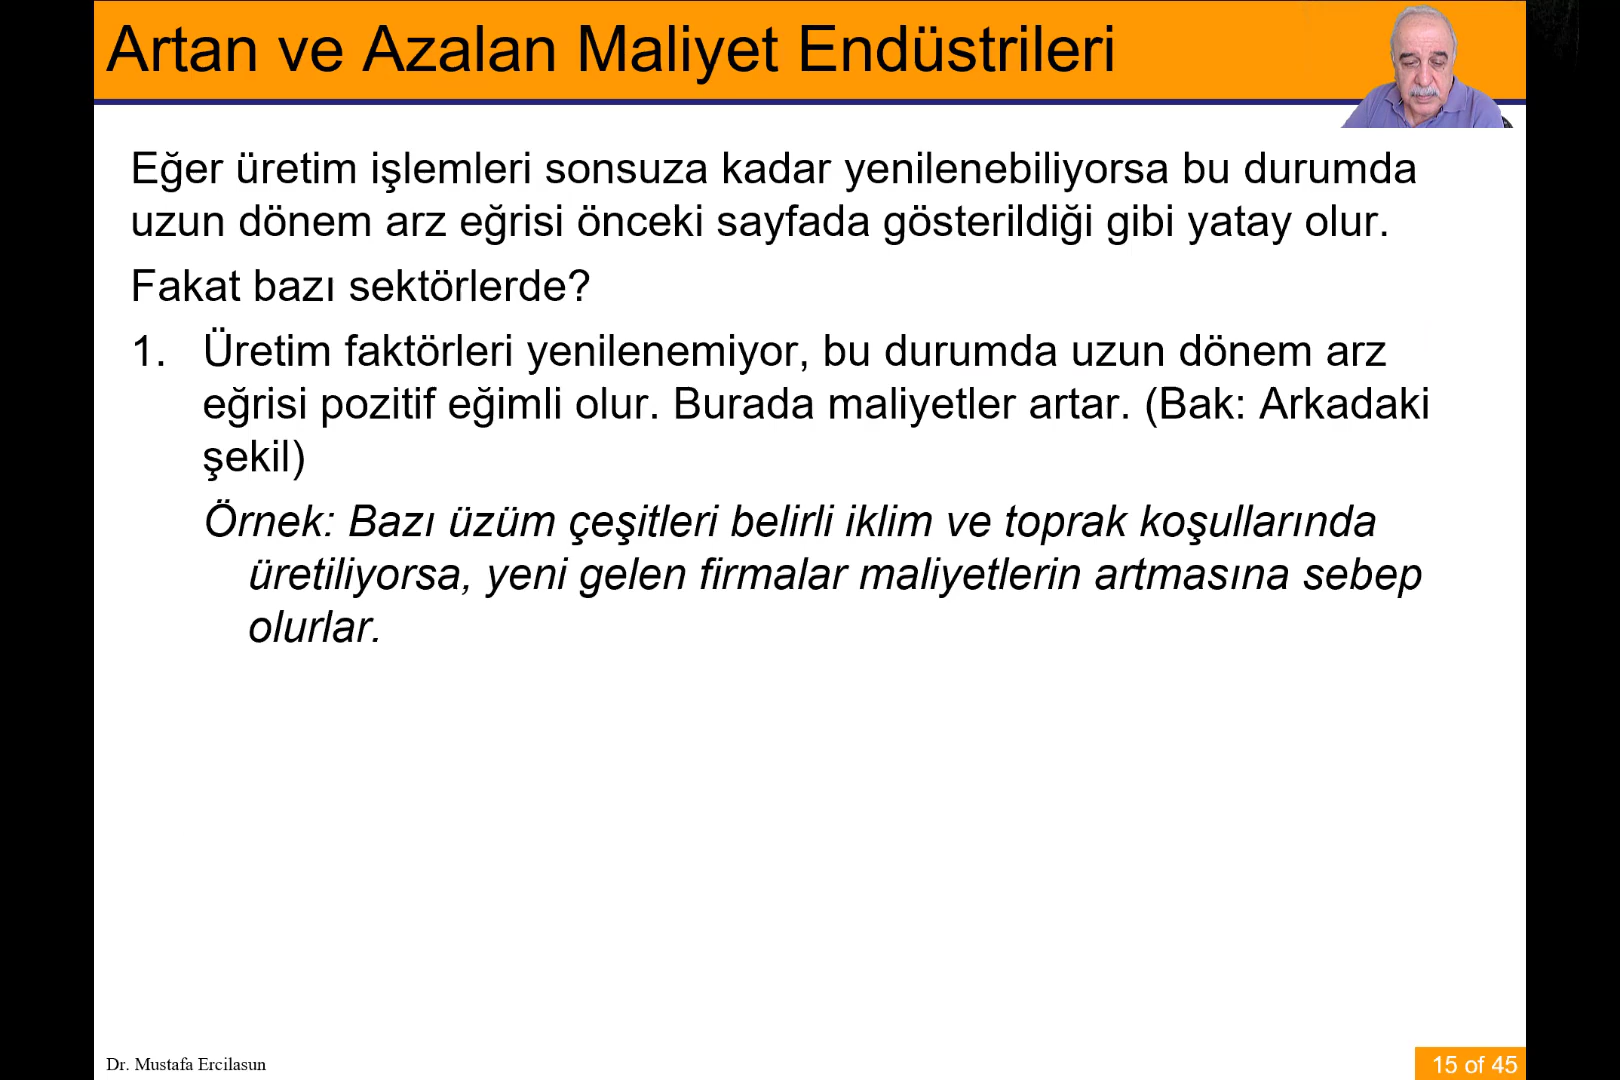 Artan ve Azalan Maliyet Endüstrileri
Eğer üretim işlemleri sonsuza kadar yenilenebiliyorsa bu durumda
uzun dönem arz eğrisi önceki sayfada gösterildiği gibi yatay olur.
Fakat bazı sektörlerde?
1. Üretim faktörleri yenilenemiyor, bu durumda uzun dönem arz
eğrisi pozitif eğimli olur. Burada maliyetler artar. (Bak: Arkadaki
şekil)
Örnek: Bazı üzüm çeşitleri belirli iklim ve toprak koşullarında
üretiliyorsa, yeni gelen firmalar maliyetlerin artmasına sebep
olurlar.
Dr. Mustafa Ercilasun
15 of 45